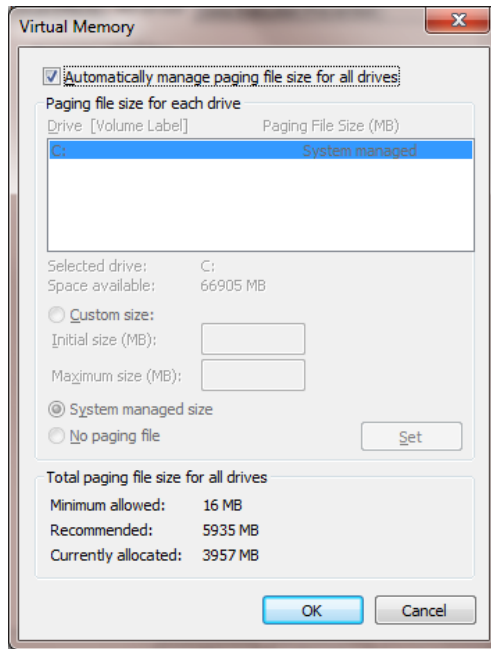 Virtual Memory
Automatically manage paging file size for all drives
Paging file size for each drive
Drive [Volume Label] Paging File Size (MB)
C: System managed
Selected drive: C:
Space available: 66905 MB
Custom size:
Initial size (MB):
Maximum size (MB):
System managed size
No paging file Set
Total paging file size for all drives
Minimum allowed: 16 MB
Recommended: 5935 MB
Currently allocated: 3957 MB
OK Cancel